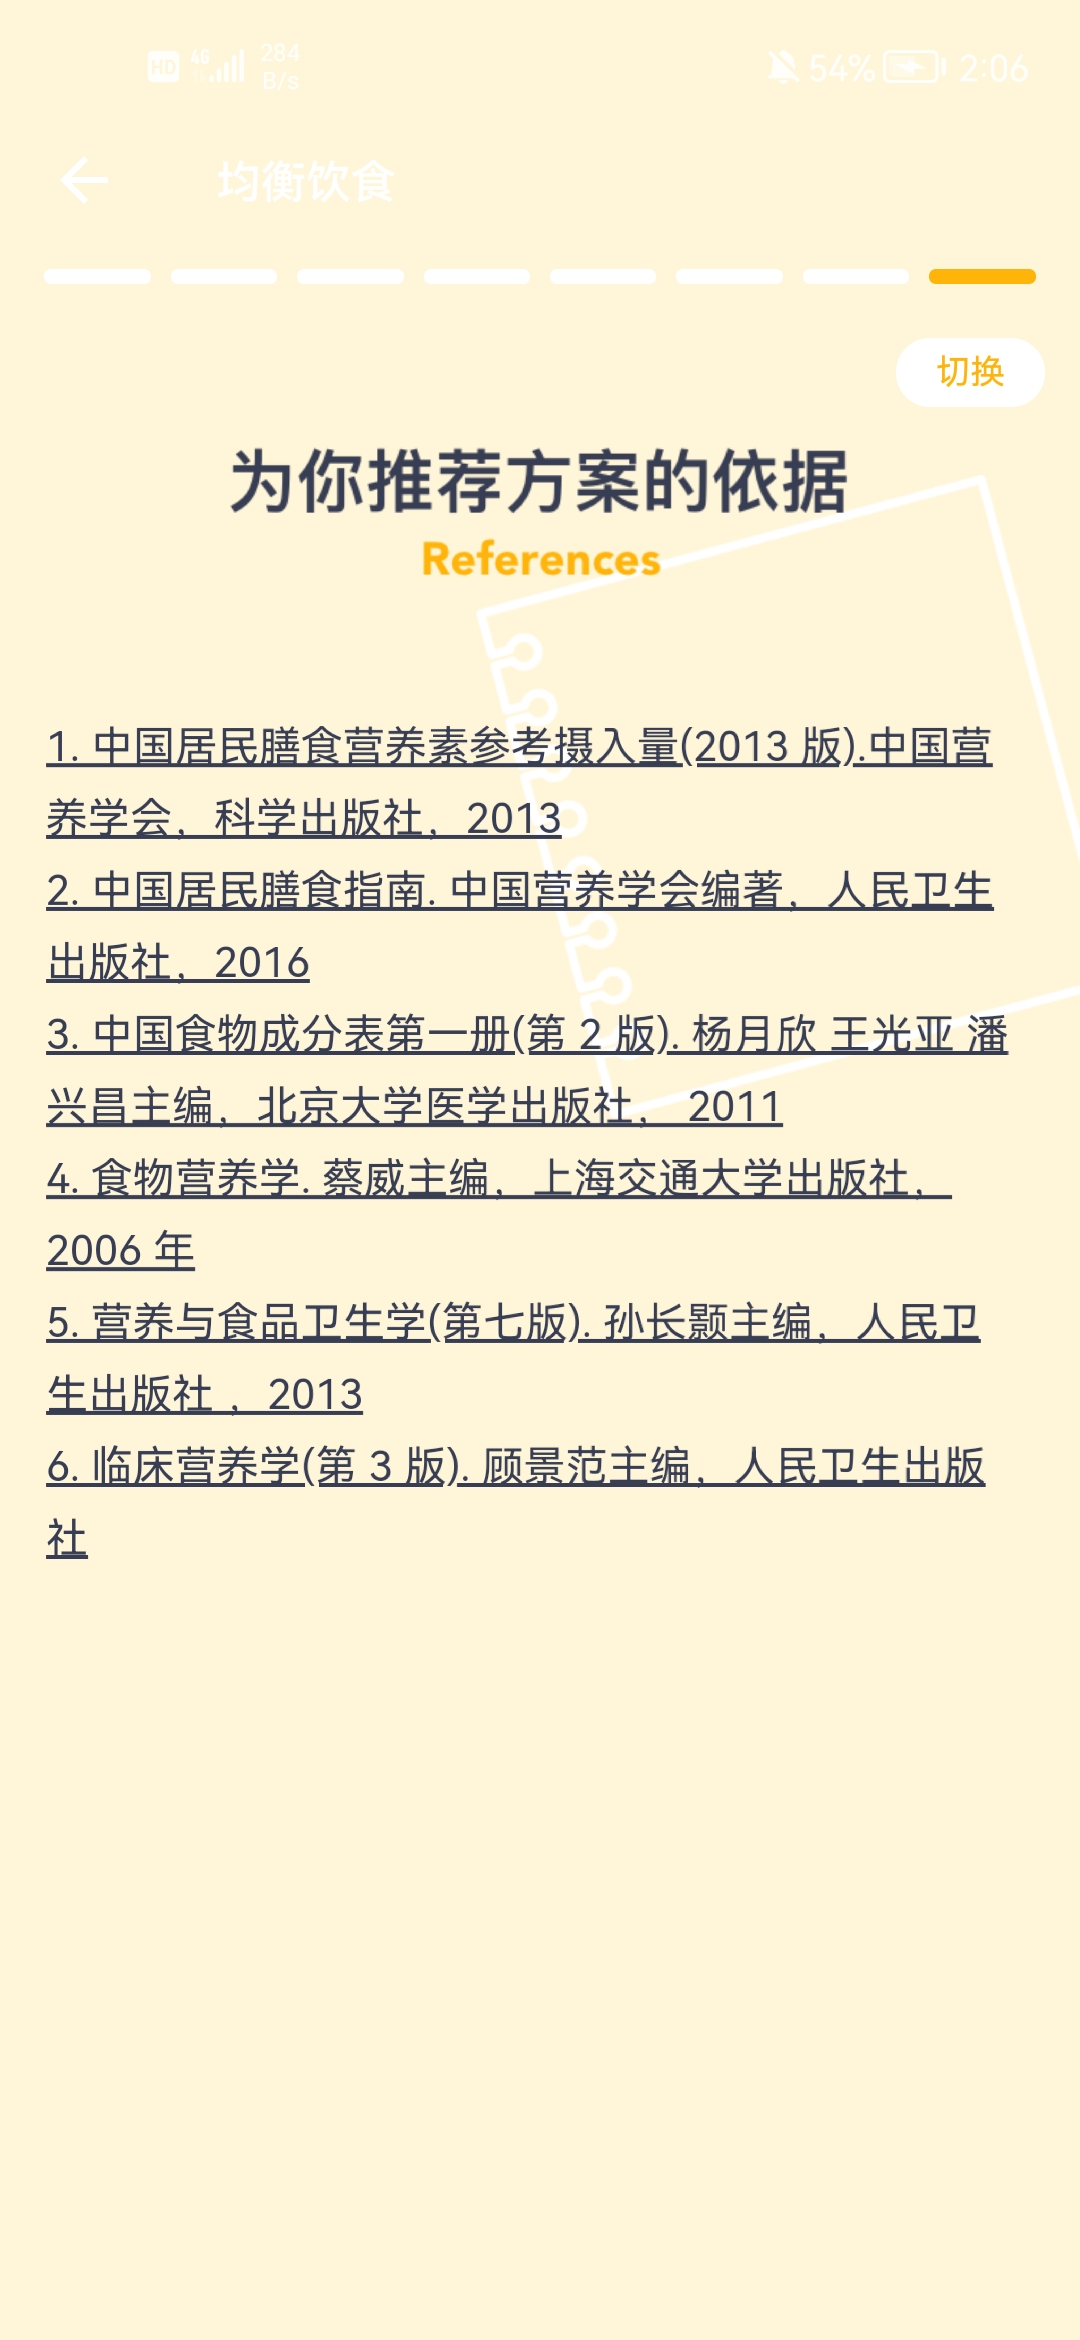 HD 4G 284 B/s 54% 2:06
均衡饮食
切换
为你推荐方案的依据
References
1. 中国居民膳食营养素参考摄入量(2013 版).中国营
养学会，科学出版社，2013
2. 中国居民膳食指南. 中国营养学会编著，人民卫生
出版社，2016
3. 中国食物成分表第一册(第 2 版). 杨月欣 王光亚 潘
兴昌主编，北京大学医学出版社， 2011
4. 食物营养学. 蔡威主编，上海交通大学出版社，
2006 年
5. 营养与食品卫生学(第七版). 孙长颢主编，人民卫
生出版社 ，2013
6. 临床营养学(第 3 版). 顾景范主编，人民卫生出版
社